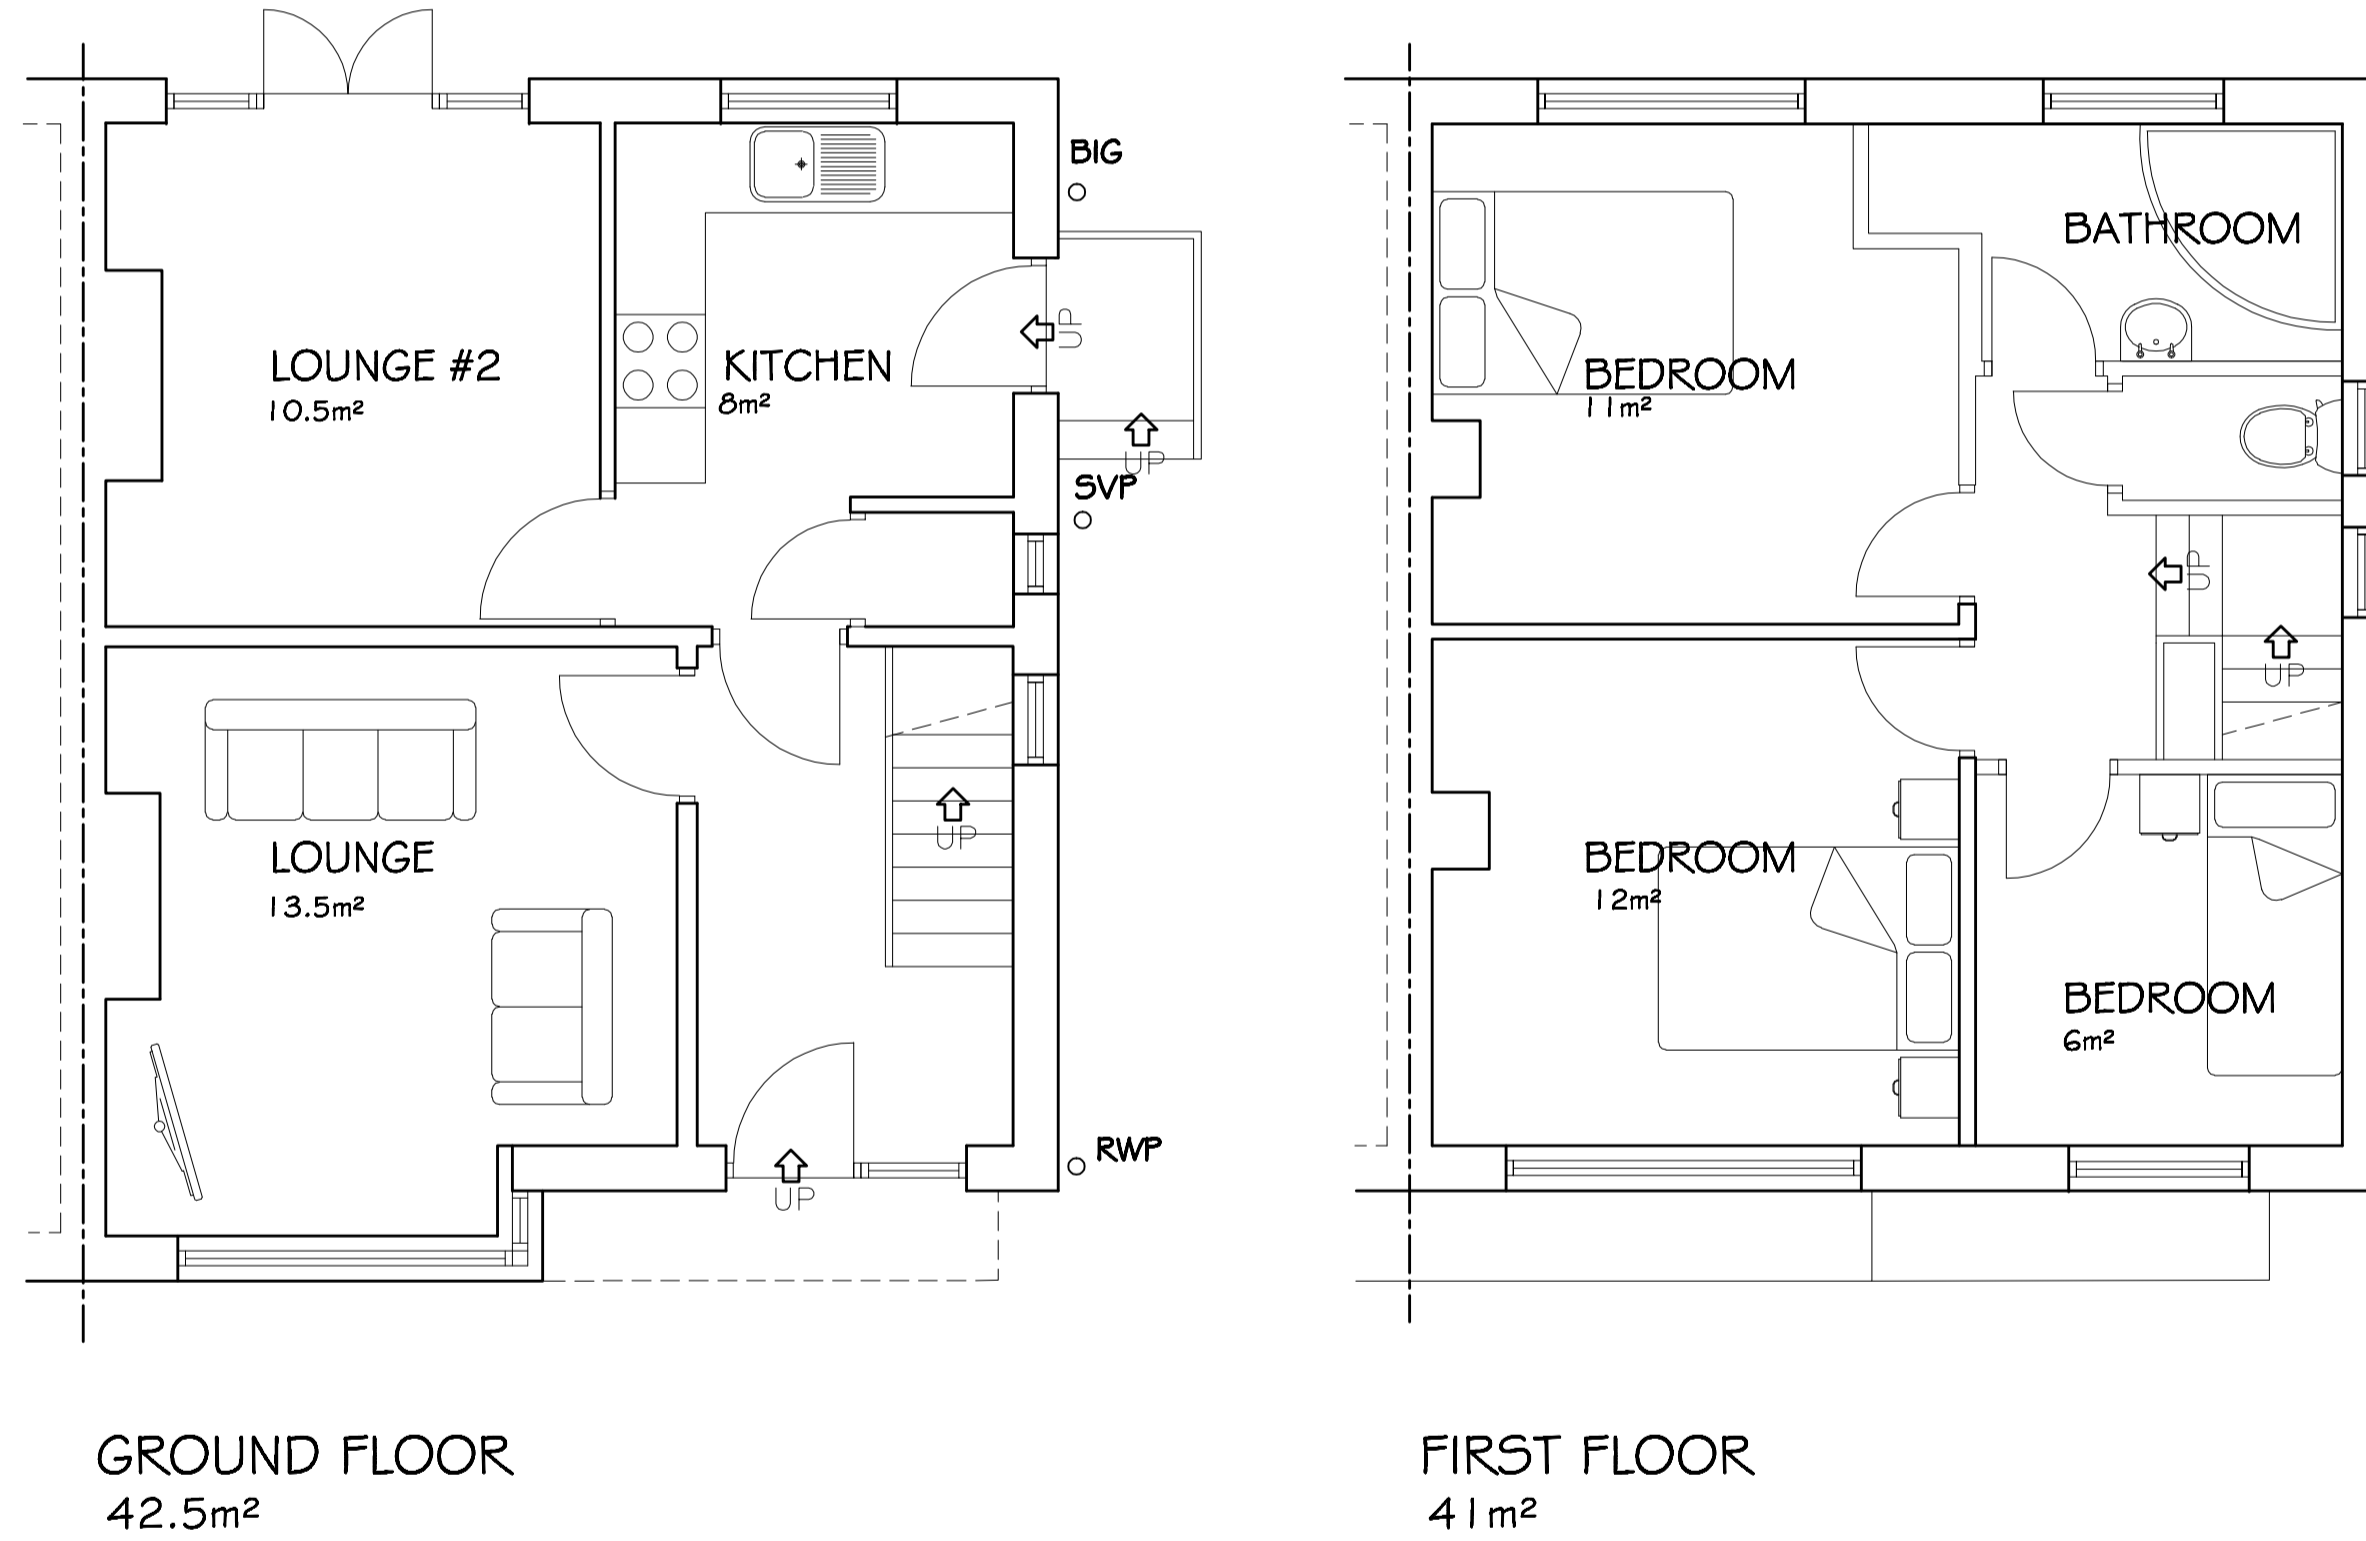 BIG
LOUNGE #2
10.5m²
KITCHEN
8m²
UP
UP
SVP
UP
LOUNGE
13.5m²
RWP
UP
GROUND FLOOR
42.5m²
BATHROOM
BEDROOM
11m²
UP
UP
BEDROOM
12m²
BEDROOM
6m²
FIRST FLOOR
41m²